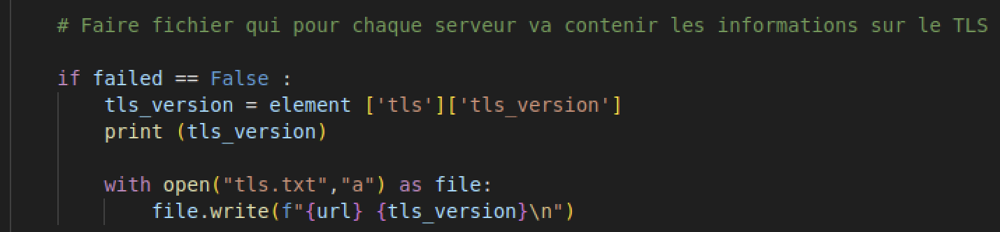 # Faire fichier qui pour chaque serveur va contenir les informations sur le TLS
if failed == False :
tls_version = element ['tls']['tls_version']
print (tls_version)
with open("tls.txt","a") as file:
file.write(f"{url} {tls_version}\n")